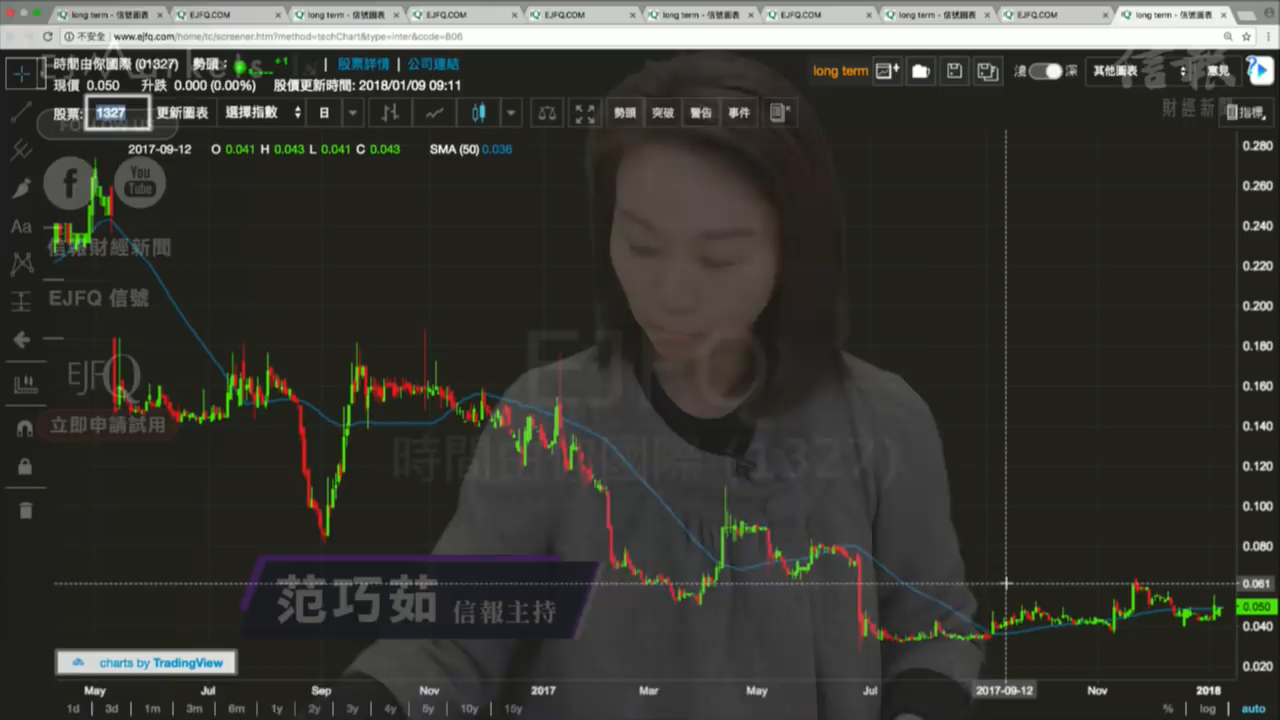 long term - 信號圖表
EJFQ.COM
long term - 信號圖表
EJFQ.COM
EJFQ.COM
long term - 信號圖表
EJFQ.COM
long term - 信號圖表
EJFQ.COM
long term - 信號圖表
不安全 www.ejfq.com/home/tc/screener.htm?method=techChart&type=inter&code=806
時間由你國際 (01327) 勢頭： +1 | 股票詳情 | 公司連結
現價 0.050 升跌 0.000 (0.00%) 股價更新時間: 2018/01/09 09:11
long term
淺 深 其他圖表 意見
信報
財經新聞
股票: 1327 更新圖表 選擇指數 日 勢頭 突破 警告 事件 指標
2017-09-12 O 0.041 H 0.043 L 0.041 C 0.043 SMA (50) 0.036
You
Tube
Aa
信報財經新聞
EJFQ 信號
EJFQ
立即申請試用
EJFQ
時間由你國際 (1327)
范巧茹 信報主持
0.280
0.260
0.240
0.220
0.200
0.180
0.160
0.140
0.120
0.100
0.080
0.061
0.050
0.040
0.020
charts by TradingView
May Jul Sep Nov 2017 Mar May Jul 2017-09-12 Nov 2018
1d 3d 1m 3m 6m 1y 2y 3y 4y 5y 10y 15y % log auto